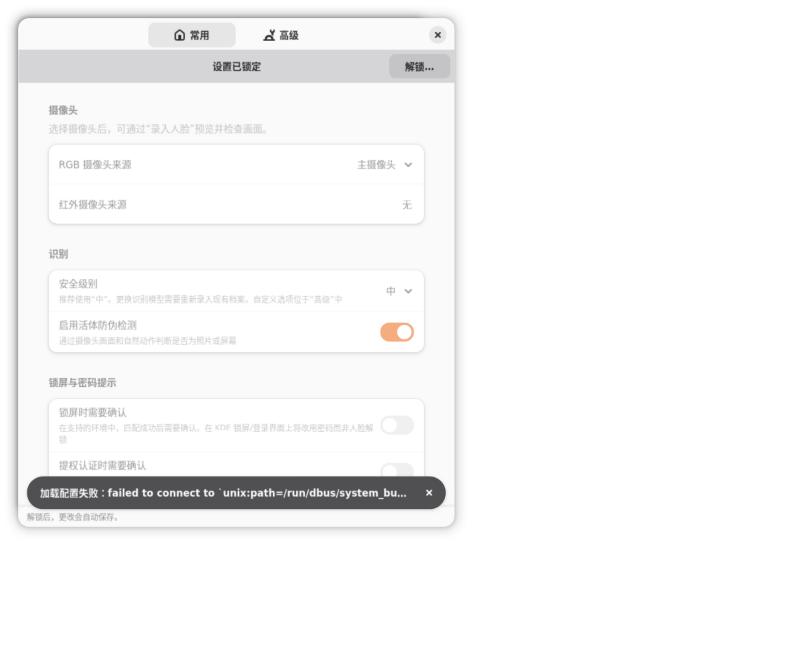 常用
高级
设置已锁定
解锁...
摄像头
选择摄像头后，可通过“录入人脸”预览并检查画面。
RGB 摄像头来源
主摄像头
红外摄像头来源
无
识别
安全级别
推荐使用“中”。更换识别模型需要重新录入现有档案。自定义选项位于“高级”中
中
启用活体防伪检测
通过摄像头画面和自然动作判断是否为照片或屏幕
锁屏与密码提示
锁屏时需要确认
在支持的环境中，匹配成功后需要确认。在 KDE 锁屏/登录界面上将改用密码而非人脸解
锁
提权认证时需要确认
加载配置失败：failed to connect to `unix:path=/run/dbus/system_bu...
解锁后，更改会自动保存。